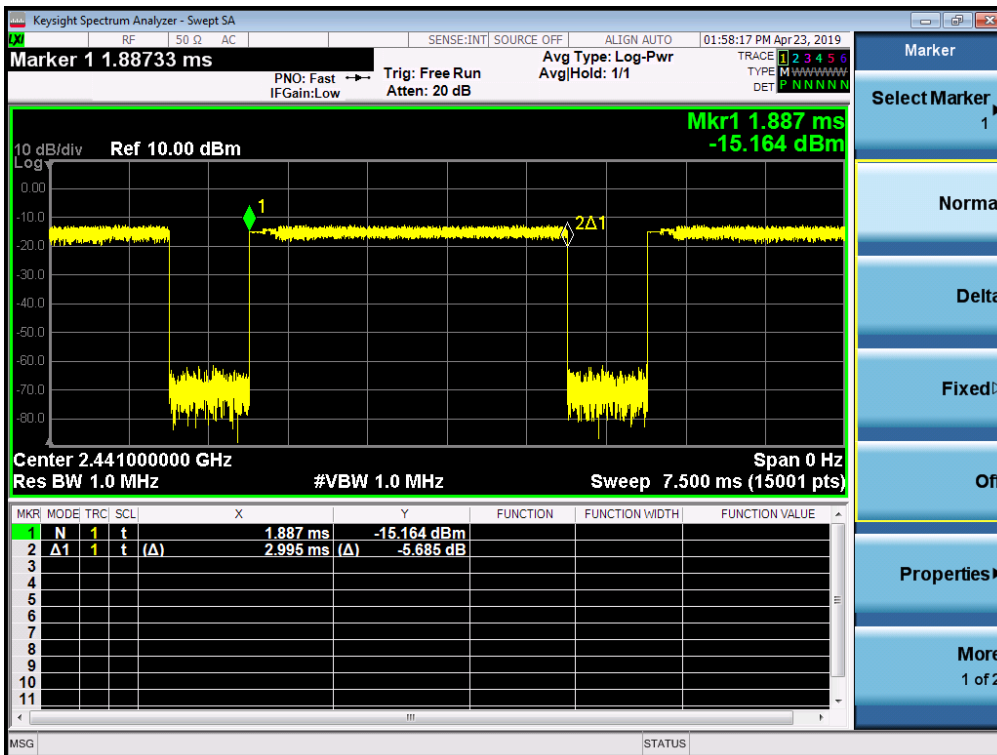 Keysight Spectrum Analyzer - Swept SA
LXI RF 50 Ω AC SENSE:INT SOURCE OFF ALIGN AUTO 01:58:17 PM Apr 23, 2019
Marker 1 1.88733 ms
PNO: Fast
IFGain:Low
Trig: Free Run
Atten: 20 dB
Avg Type: Log-Pwr
Avg|Hold: 1/1
TRACE 1 2 3 4 5 6
TYPE M WWWWW
DET P N N N N N
Mkr1 1.887 ms
-15.164 dBm
10 dB/div Ref 10.00 dBm
Log
0.00
-10.0
-20.0
-30.0
-40.0
-50.0
-60.0
-70.0
-80.0
1
2Δ1
Center 2.441000000 GHz Span 0 Hz
Res BW 1.0 MHz #VBW 1.0 MHz Sweep 7.500 ms (15001 pts)
MKR MODE TRC SCL X Y FUNCTION FUNCTION WIDTH FUNCTION VALUE
1 N 1 t 1.887 ms -15.164 dBm
2 Δ1 1 t (Δ) 2.995 ms (Δ) -5.685 dB
3
4
5
6
7
8
9
10
11
MSG STATUS
Marker
Select Marker
1
Norma
Delta
Fixed
Off
Properties
More
1 of 2